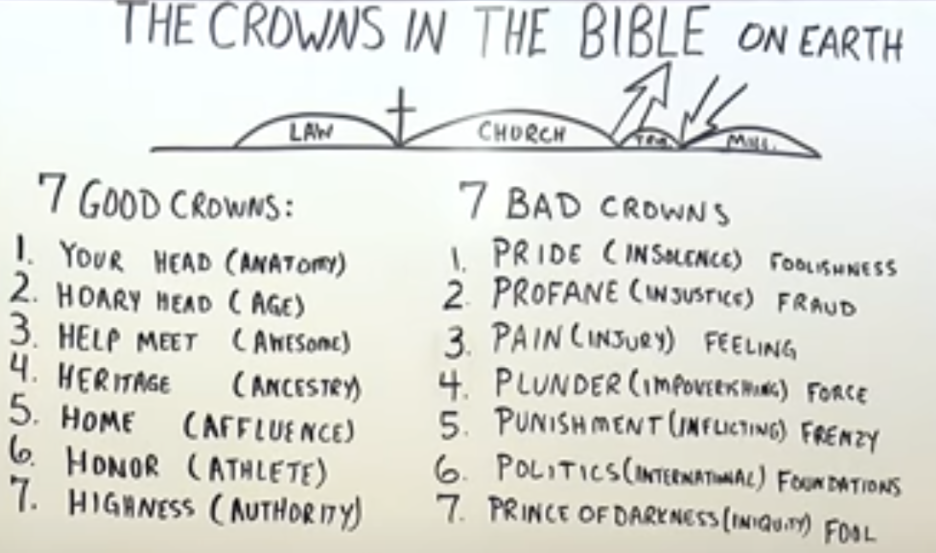 THE CROWNS IN THE BIBLE ON EARTH
LAW CHURCH TRIB. MILL.
7 GOOD CROWNS:
1. YOUR HEAD (ANATOMY)
2. HOARY HEAD (AGE)
3. HELP MEET (AWESOME)
4. HERITAGE (ANCESTRY)
5. HOME (AFFLUENCE)
6. HONOR (ATHLETE)
7. HIGHNESS (AUTHORITY)
7 BAD CROWNS
1. PRIDE (INSOLENCE) FOOLISHNESS
2. PROFANE (INJUSTICE) FRAUD
3. PAIN (INJURY) FEELING
4. PLUNDER (IMPOVERISHING) FORCE
5. PUNISHMENT (INFLICTING) FRENZY
6. POLITICS (INTERNATIONAL) FOUNDATIONS
7. PRINCE OF DARKNESS (INIQUITY) FOOL